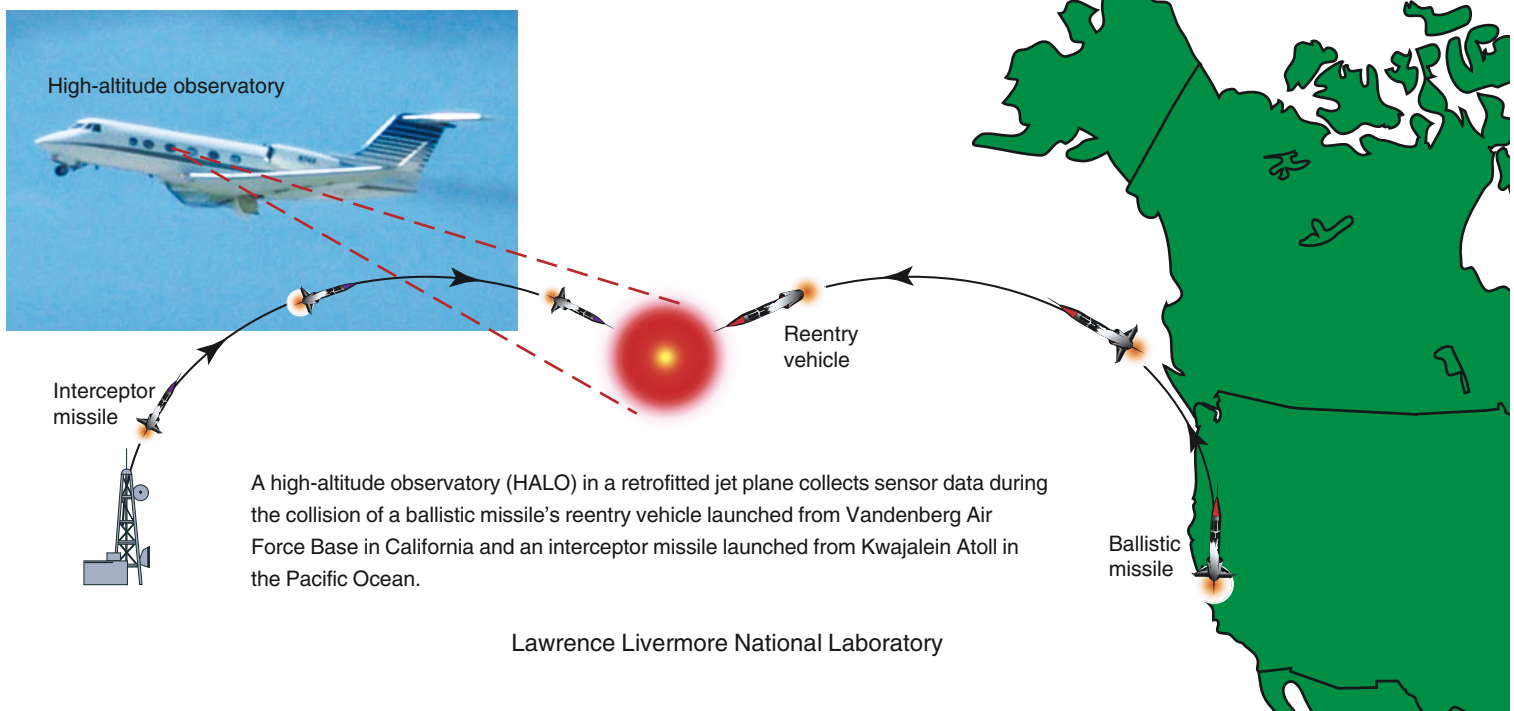 High-altitude observatory
Interceptor
missile
Reentry
vehicle
A high-altitude observatory (HALO) in a retrofitted jet plane collects sensor data during
the collision of a ballistic missile's reentry vehicle launched from Vandenberg Air
Force Base in California and an interceptor missile launched from Kwajalein Atoll in
the Pacific Ocean.
Ballistic
missile
Lawrence Livermore National Laboratory